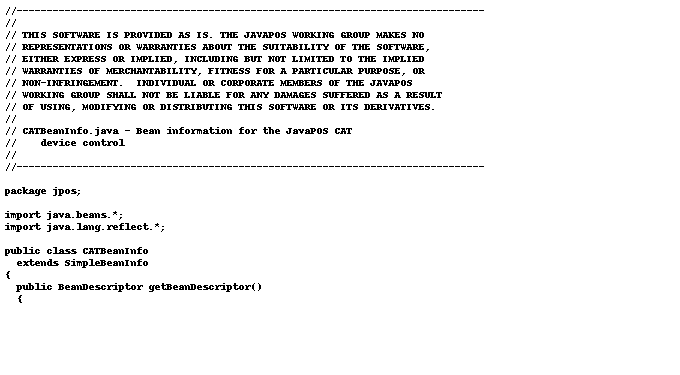 //------------------------------------------------------------------------------
//
// THIS SOFTWARE IS PROVIDED AS IS. THE JAVAPOS WORKING GROUP MAKES NO
// REPRESENTATIONS OR WARRANTIES ABOUT THE SUITABILITY OF THE SOFTWARE,
// EITHER EXPRESS OR IMPLIED, INCLUDING BUT NOT LIMITED TO THE IMPLIED
// WARRANTIES OF MERCHANTABILITY, FITNESS FOR A PARTICULAR PURPOSE, OR
// NON-INFRINGEMENT.  INDIVIDUAL OR CORPORATE MEMBERS OF THE JAVAPOS
// WORKING GROUP SHALL NOT BE LIABLE FOR ANY DAMAGES SUFFERED AS A RESULT
// OF USING, MODIFYING OR DISTRIBUTING THIS SOFTWARE OR ITS DERIVATIVES.
//
// CATBeanInfo.java - Bean information for the JavaPOS CAT
//    device control
//
//------------------------------------------------------------------------------
package jpos;
import java.beans.*;
import java.lang.reflect.*;
public class CATBeanInfo
  extends SimpleBeanInfo
{
  public BeanDescriptor getBeanDescriptor()
  {